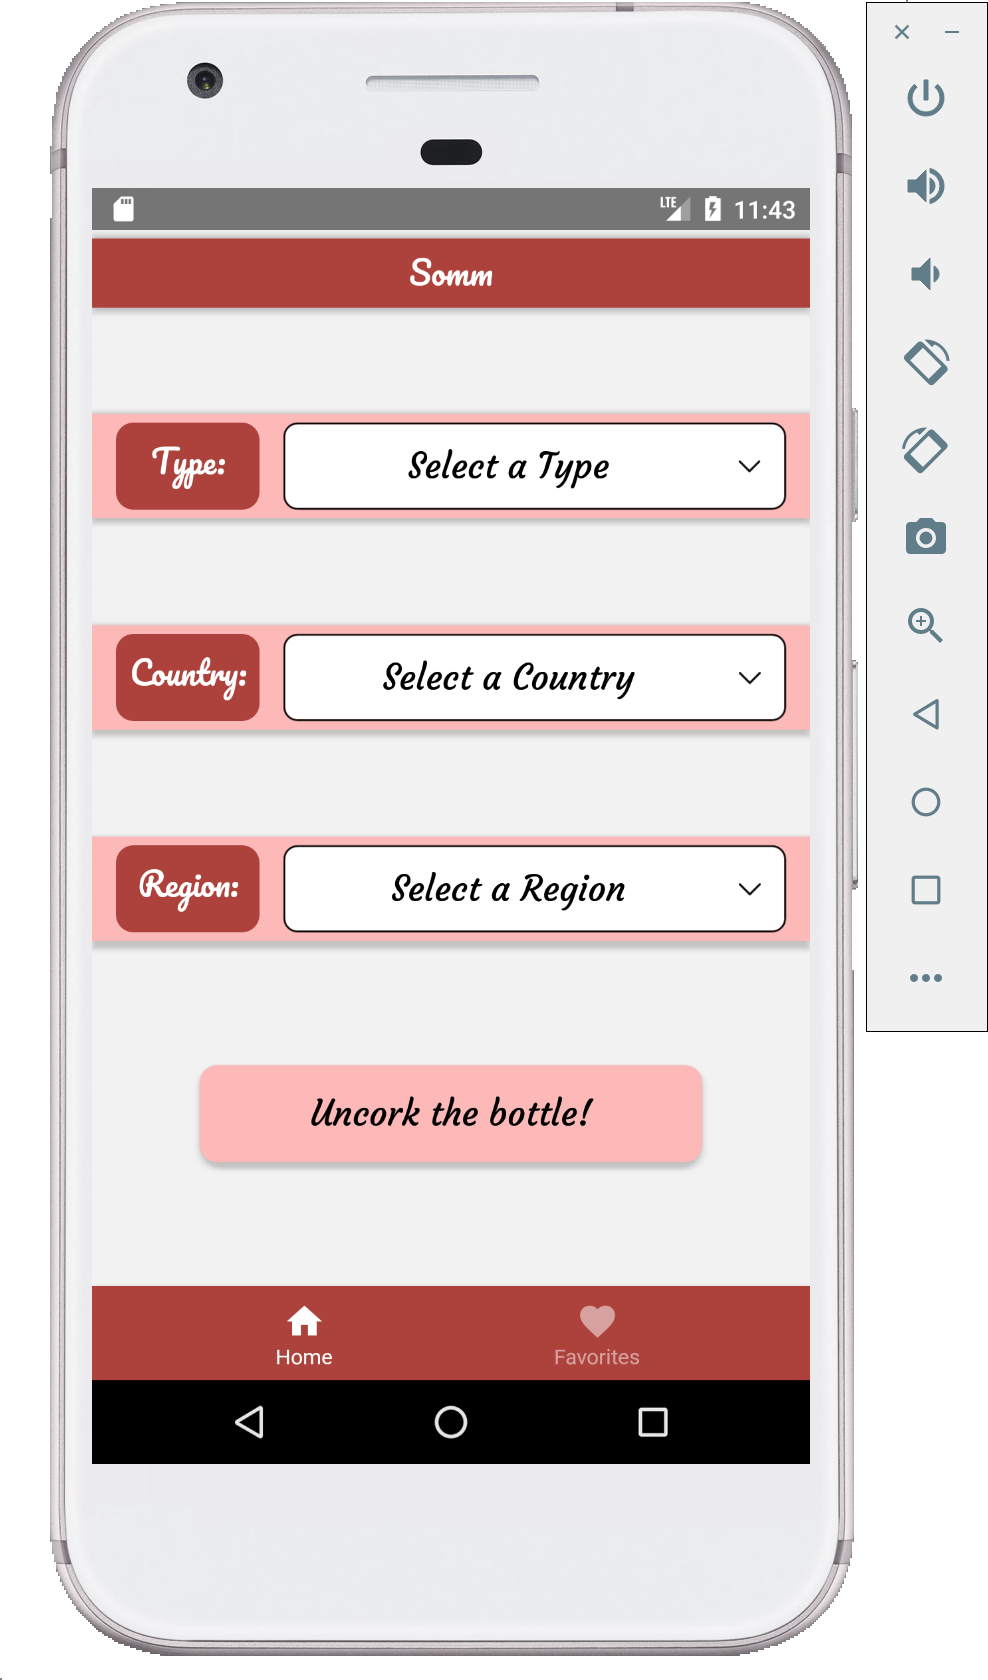 LTE 11:43
Somm
Type: Select a Type
Country: Select a Country
Region: Select a Region
Uncork the bottle!
Home Favorites